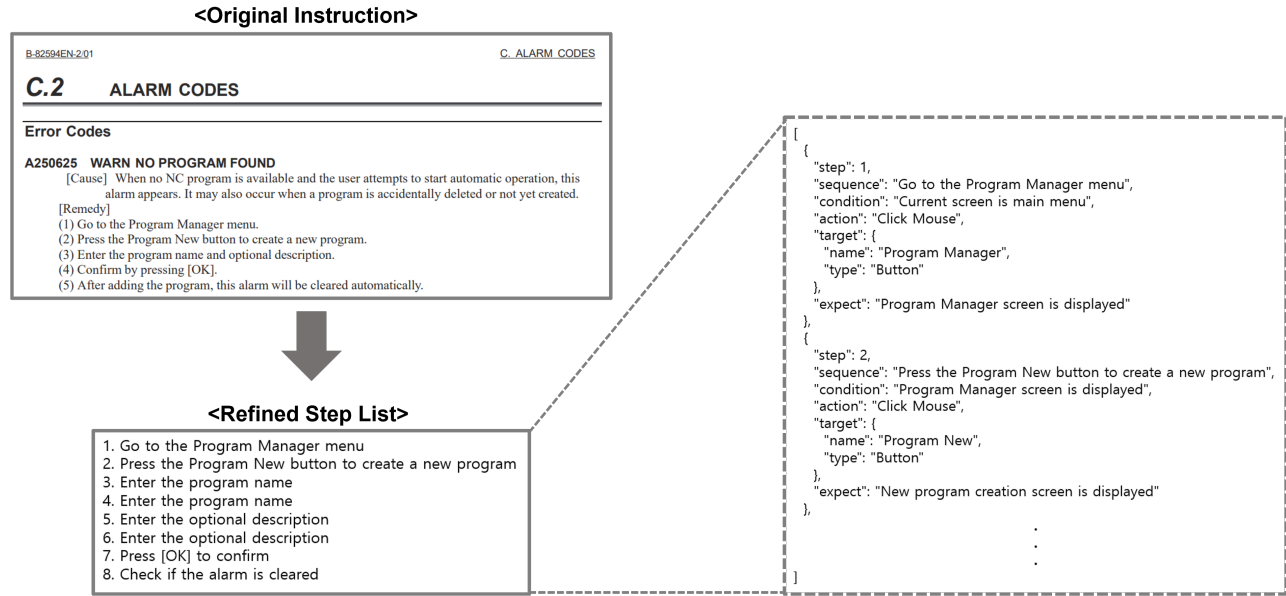 <Original Instruction>
B-82594EN-2/01
C. ALARM CODES
C.2 ALARM CODES
Error Codes
A250625 WARN NO PROGRAM FOUND
[Cause] When no NC program is available and the user attempts to start automatic operation, this
alarm appears. It may also occur when a program is accidentally deleted or not yet created.
[Remedy]
(1) Go to the Program Manager menu.
(2) Press the Program New button to create a new program.
(3) Enter the program name and optional description.
(4) Confirm by pressing [OK].
(5) After adding the program, this alarm will be cleared automatically.
<Refined Step List>
1. Go to the Program Manager menu
2. Press the Program New button to create a new program
3. Enter the program name
4. Enter the program name
5. Enter the optional description
6. Enter the optional description
7. Press [OK] to confirm
8. Check if the alarm is cleared
[
{
"step": 1,
"sequence": "Go to the Program Manager menu",
"condition": "Current screen is main menu",
"action": "Click Mouse",
"target": {
"name": "Program Manager",
"type": "Button"
},
"expect": "Program Manager screen is displayed"
},
{
"step": 2,
"sequence": "Press the Program New button to create a new program",
"condition": "Program Manager screen is displayed",
"action": "Click Mouse",
"target": {
"name": "Program New",
"type": "Button"
},
"expect": "New program creation screen is displayed"
},
.
.
.
]